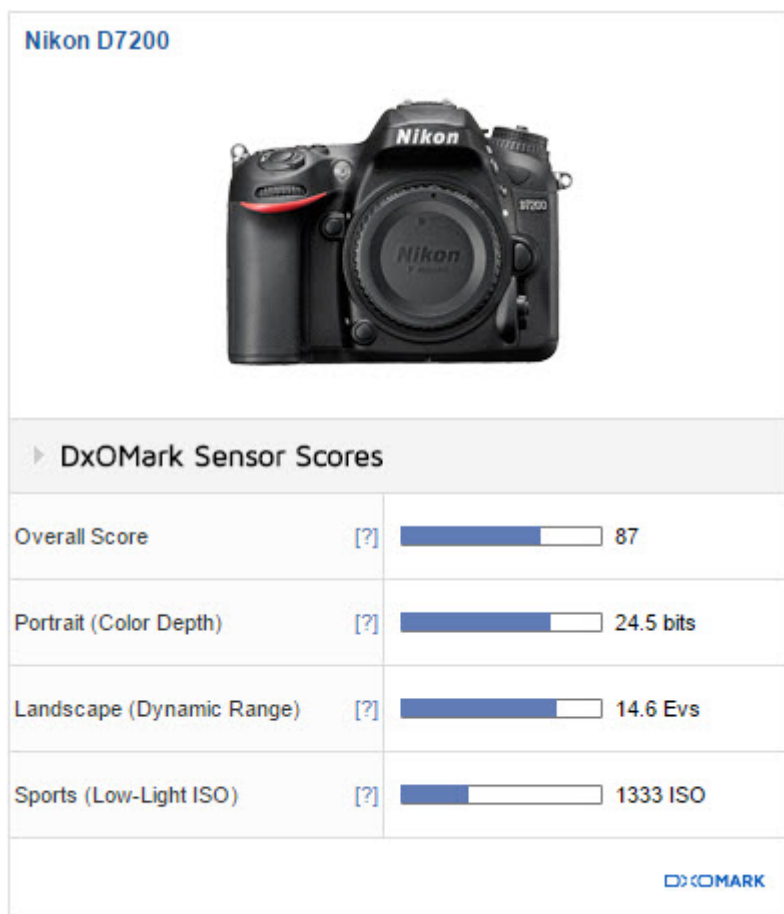 Nikon D7200
Nikon
D7200
Nikon
DxOMark Sensor Scores
Overall Score [?] 87
Portrait (Color Depth) [?] 24.5 bits
Landscape (Dynamic Range) [?] 14.6 Evs
Sports (Low-Light ISO) [?] 1333 ISO
DXOMARK